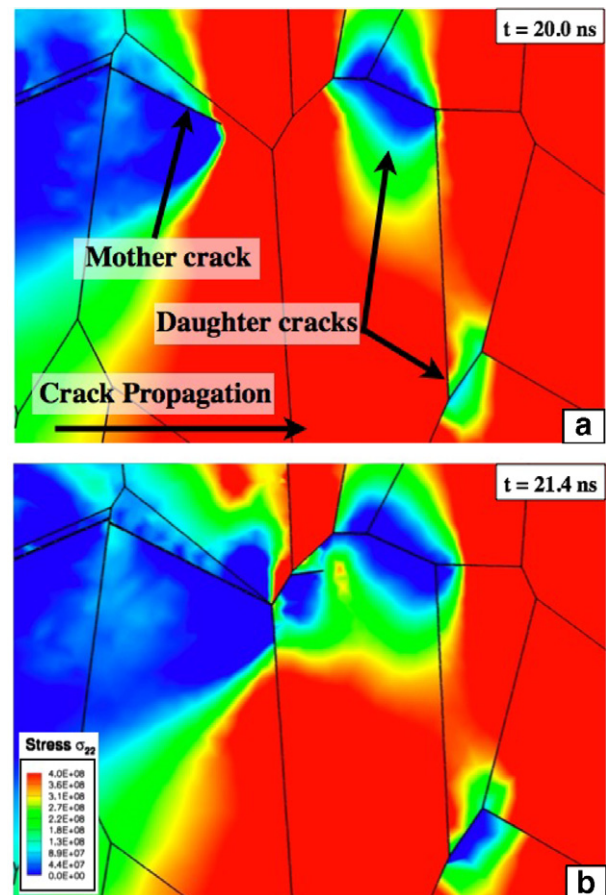 t = 20.0 ns
Mother crack
Daughter cracks
Crack Propagation
a
t = 21.4 ns
Stress σ22
4.0E+08
3.6E+08
3.1E+08
2.7E+08
2.2E+08
1.8E+08
1.3E+08
8.9E+07
4.4E+07
0.0E+00
b